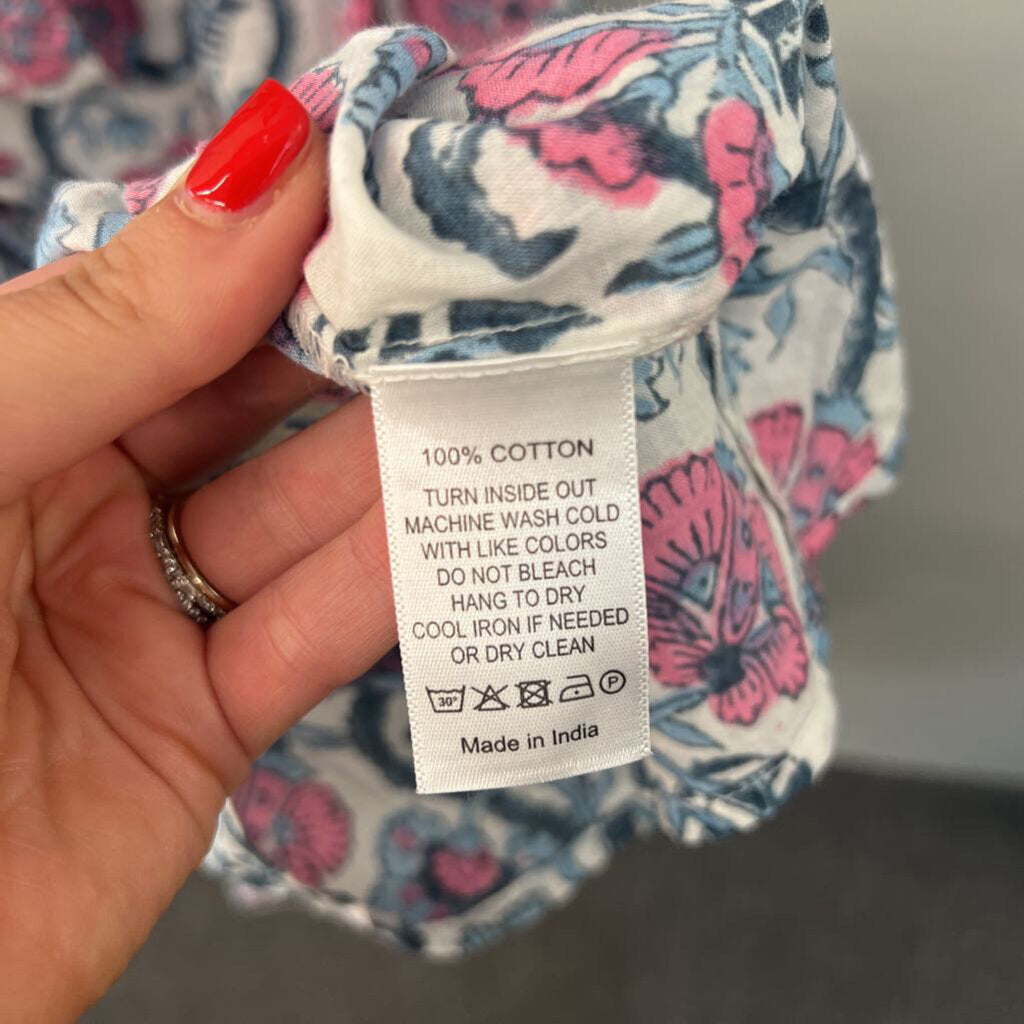 100% COTTON
TURN INSIDE OUT
MACHINE WASH COLD
WITH LIKE COLORS
DO NOT BLEACH
HANG TO DRY
COOL IRON IF NEEDED
OR DRY CLEAN
30° P
Made in India